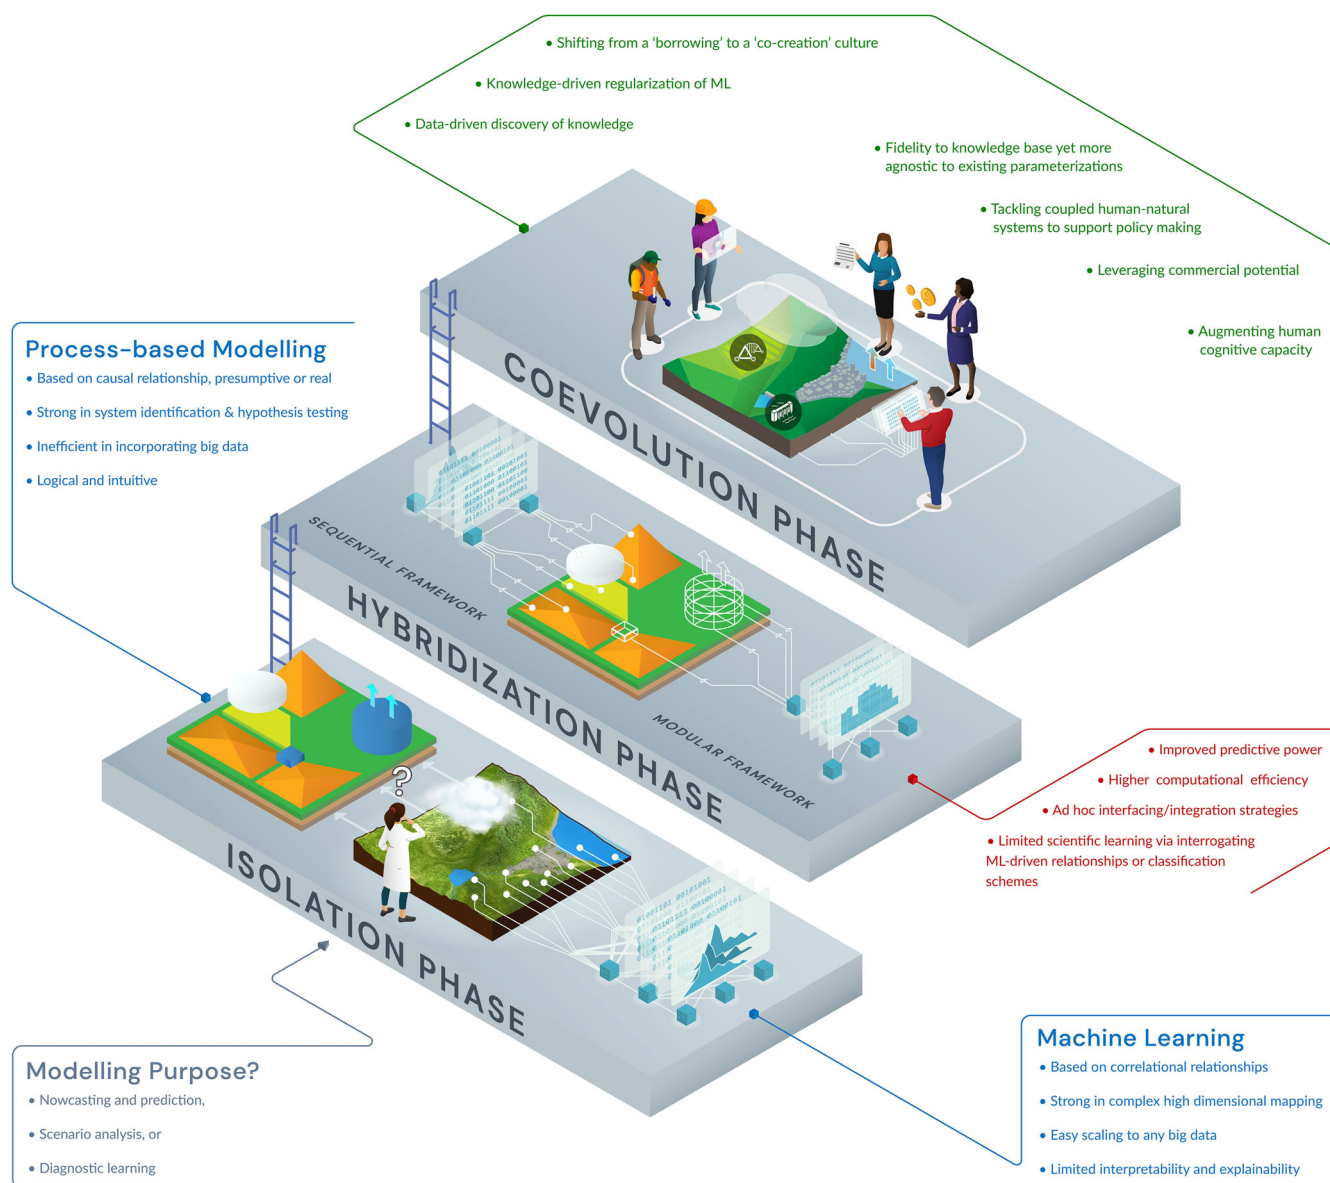 • Shifting from a ‘borrowing’ to a ‘co-creation’ culture
• Knowledge-driven regularization of ML
• Data-driven discovery of knowledge
• Fidelity to knowledge base yet more
agnostic to existing parameterizations
• Tackling coupled human-natural
systems to support policy making
• Leveraging commercial potential
• Augmenting human
cognitive capacity
COEVOLUTION PHASE
Process-based Modelling
• Based on causal relationship, presumptive or real
• Strong in system identification & hypothesis testing
• Inefficient in incorporating big data
• Logical and intuitive
SEQUENTIAL FRAMEWORK
HYBRIDIZATION PHASE
MODULAR FRAMEWORK
• Improved predictive power
• Higher computational efficiency
• Ad hoc interfacing/integration strategies
• Limited scientific learning via interrogating
ML-driven relationships or classification
schemes
?
ISOLATION PHASE
Modelling Purpose?
• Nowcasting and prediction,
• Scenario analysis, or
• Diagnostic learning
Machine Learning
• Based on correlational relationships
• Strong in complex high dimensional mapping
• Easy scaling to any big data
• Limited interpretability and explainability